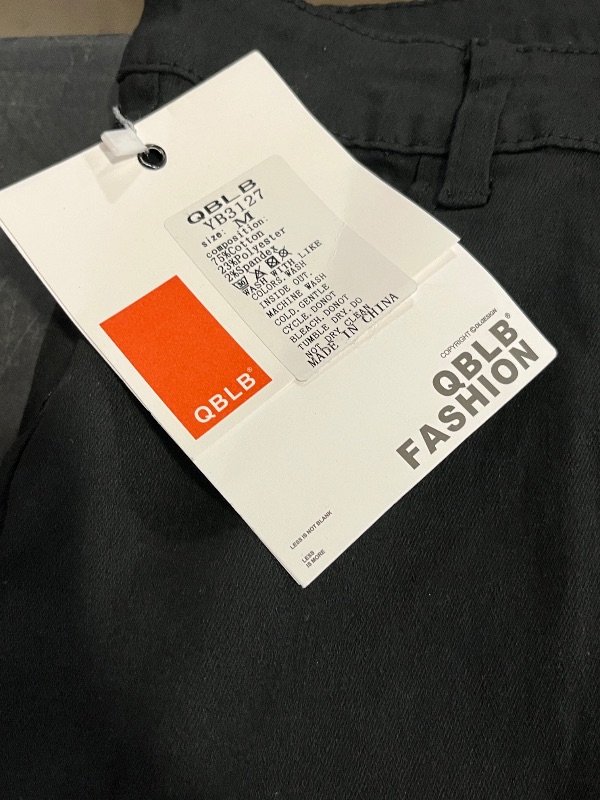 QBLB
YB3127
size: M
composition:
75%Cotton
23%Polyester
2%Spandex
WASH WITH LIKE
COLORS.WASH
INSIDE OUT.
MACHINE WASH
COLD.GENTLE
CYCLE.DONOT
BLEACH.DONOT
TUMBLE DRY.DO
NOT DRY CLEAN
MADE IN CHINA
QBLB®
COPYRIGHT ©DLDESIGN
QBLB®
FASHION
LESS IS NOT BLANK
LESS
IS MORE